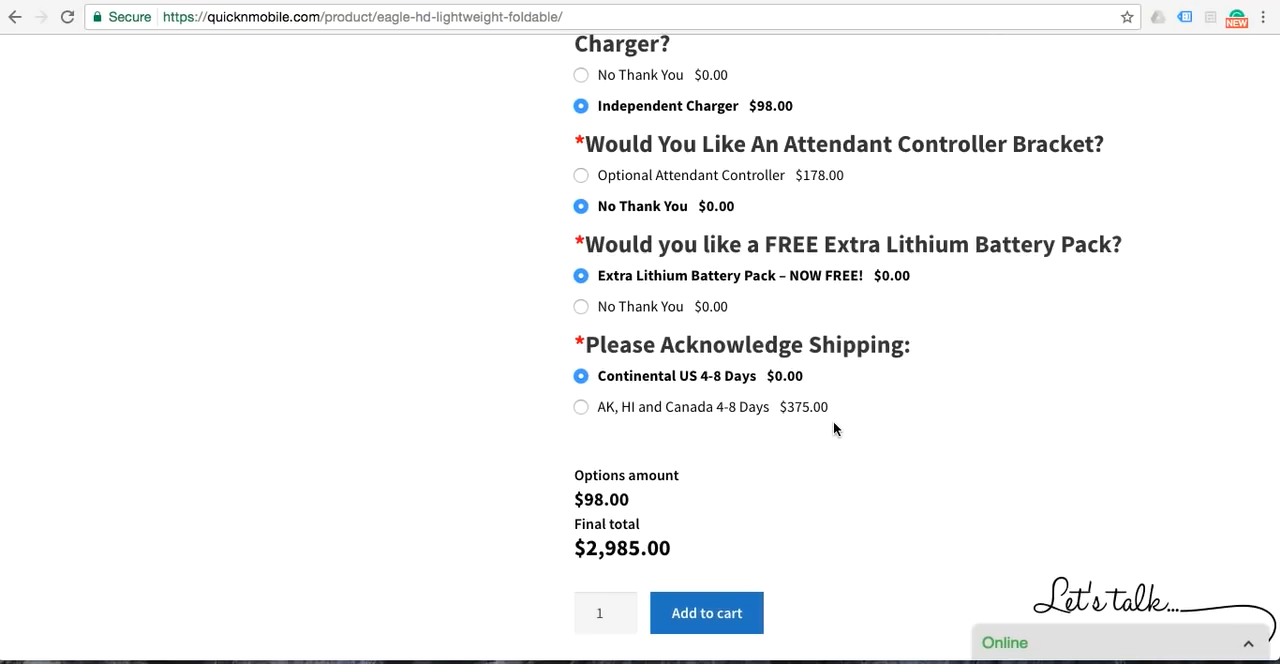 Secure https://quicknmobile.com/product/eagle-hd-lightweight-foldable/
NEW
Charger?
No Thank You $0.00
Independent Charger $98.00
*Would You Like An Attendant Controller Bracket?
Optional Attendant Controller $178.00
No Thank You $0.00
*Would you like a FREE Extra Lithium Battery Pack?
Extra Lithium Battery Pack – NOW FREE! $0.00
No Thank You $0.00
*Please Acknowledge Shipping:
Continental US 4-8 Days $0.00
AK, HI and Canada 4-8 Days $375.00
Options amount
$98.00
Final total
$2,985.00
1 Add to cart
Let's talk...
Online